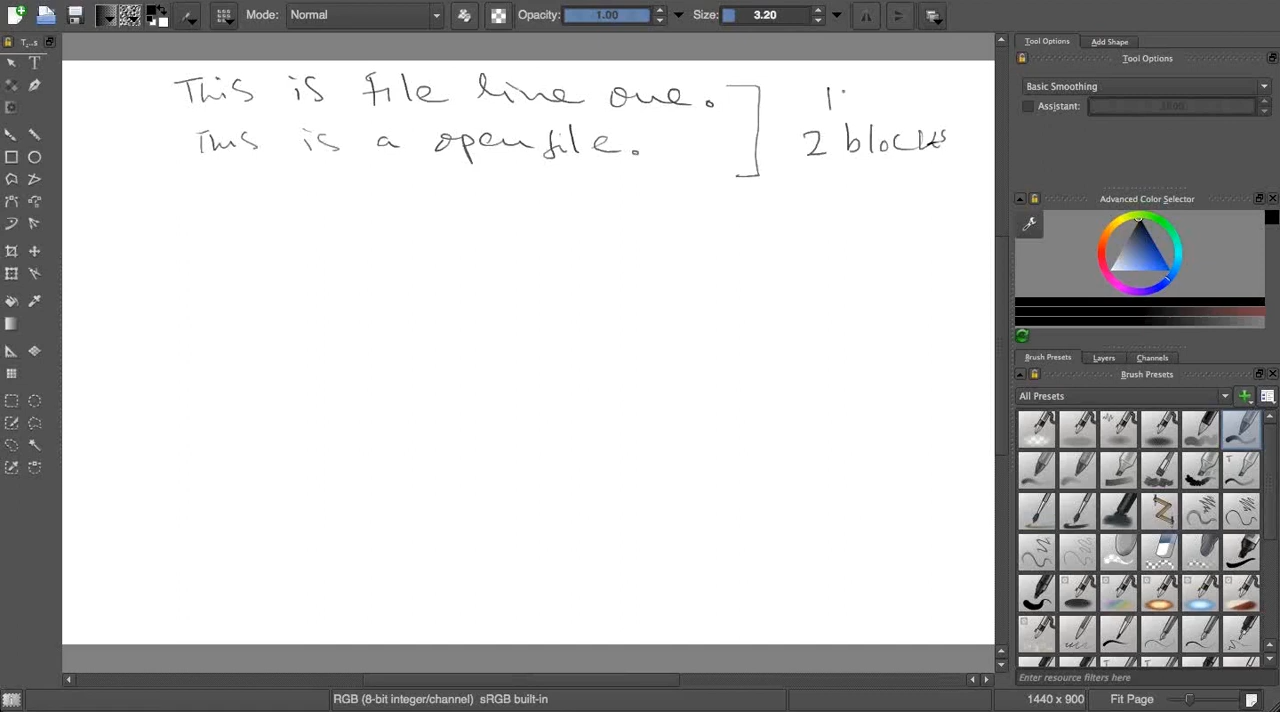 Mode: Normal Opacity: 1.00 Size: 3.20
T...s
This is file line one. 1.
This is a open file. 2 blocks
Tool Options Add Shape
Tool Options
Basic Smoothing
Assistant: 
Advanced Color Selector
Brush Presets Layers Channels
Brush Presets
All Presets
Enter resource filters here
RGB (8-bit integer/channel) sRGB built-in 1440 x 900 Fit Page